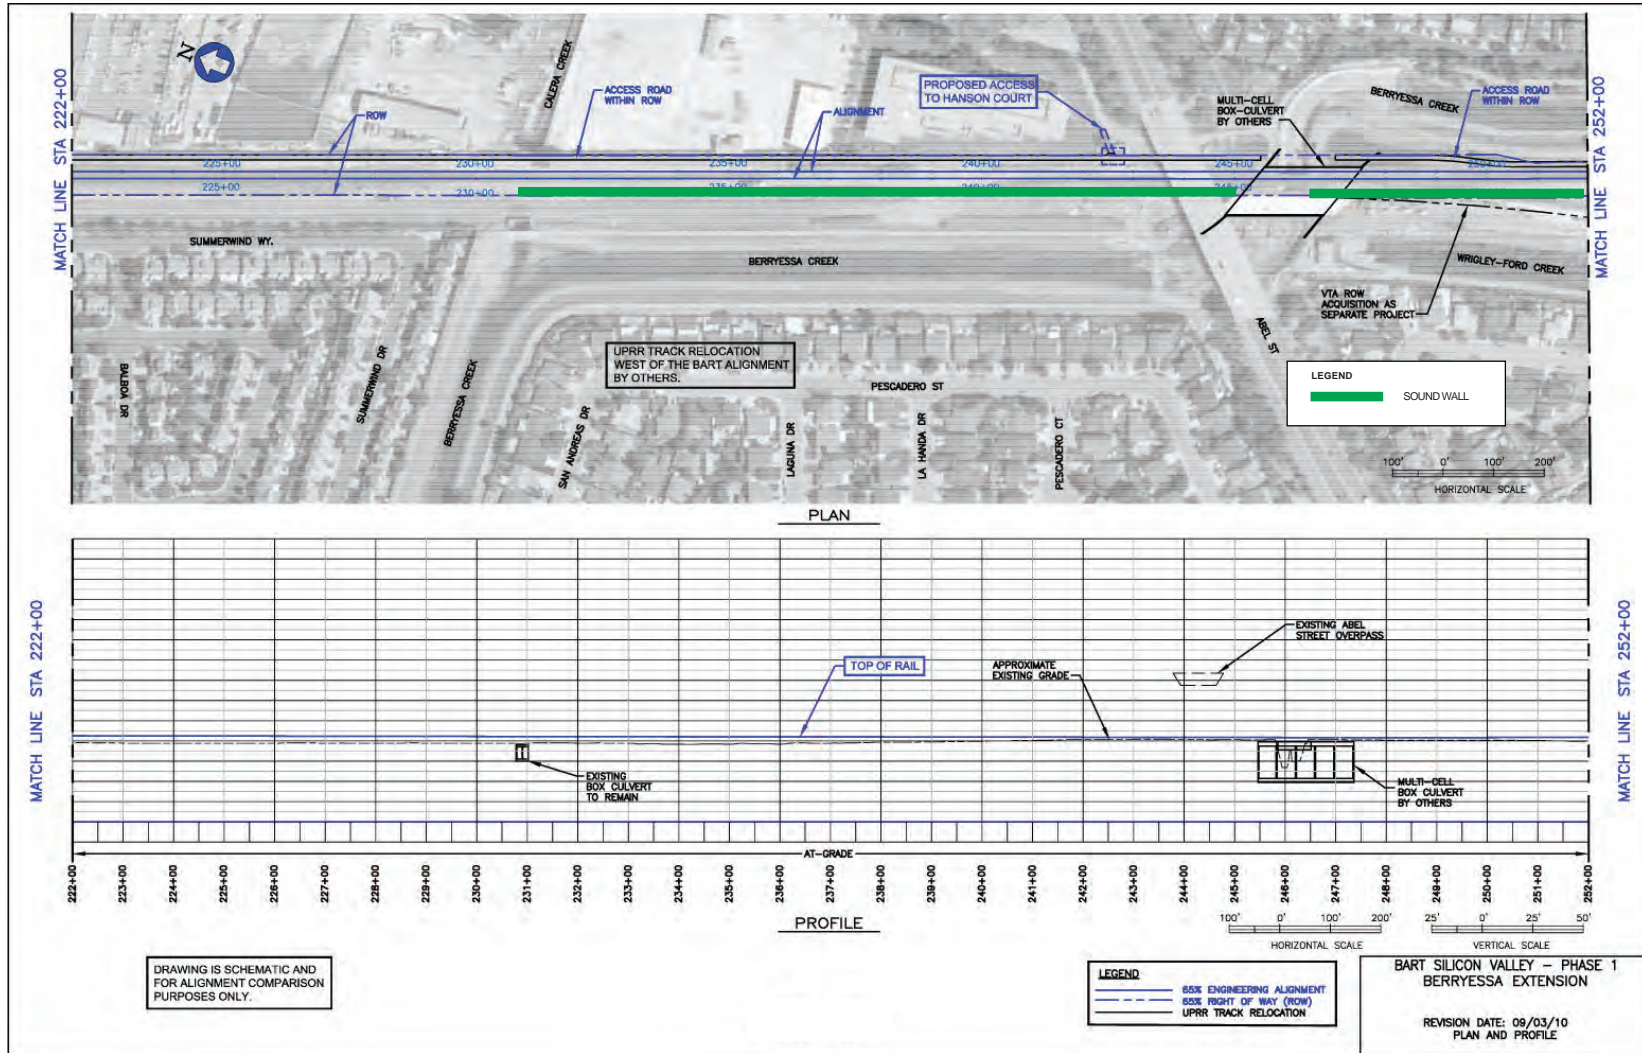 N
MATCH LINE STA 222+00
MATCH LINE STA 252+00
ROW
CALERA CREEK
ACCESS ROAD
WITHIN ROW
ALIGNMENT
PROPOSED ACCESS
TO HANSON COURT
MULTI-CELL
BOX-CULVERT
BY OTHERS
BERRYESSA CREEK
ACCESS ROAD
WITHIN ROW
225+00
230+00
235+00
240+00
245+00
250+00
225+00
230+00
235+00
240+00
245+00
SUMMERWIND WY.
BERRYESSA CREEK
WRIGLEY-FORD CREEK
VTA ROW
ACQUISITION AS
SEPARATE PROJECT
ABEL ST
BALBOA DR
SUMMERWIND DR
BERRYESSA CREEK
UPRR TRACK RELOCATION
WEST OF THE BART ALIGNMENT
BY OTHERS.
SAN ANDREAS DR
PESCADERO ST
LAGUNA DR
LA HANDA DR
PESCADERO CT
LEGEND
SOUND WALL
100' 0' 100' 200'
HORIZONTAL SCALE
PLAN
MATCH LINE STA 222+00
MATCH LINE STA 252+00
TOP OF RAIL
APPROXIMATE
EXISTING GRADE
EXISTING ABEL
STREET OVERPASS
EXISTING
BOX CULVERT
TO REMAIN
MULTI-CELL
BOX CULVERT
BY OTHERS
AT-GRADE
222+00
223+00
224+00
225+00
226+00
227+00
228+00
229+00
230+00
231+00
232+00
233+00
234+00
235+00
236+00
237+00
238+00
239+00
240+00
241+00
242+00
243+00
244+00
245+00
246+00
247+00
248+00
249+00
250+00
251+00
252+00
PROFILE
100' 0' 100' 200'
HORIZONTAL SCALE
25' 0' 25' 50'
VERTICAL SCALE
DRAWING IS SCHEMATIC AND
FOR ALIGNMENT COMPARISON
PURPOSES ONLY.
LEGEND
65% ENGINEERING ALIGNMENT
65% RIGHT OF WAY (ROW)
UPRR TRACK RELOCATION
BART SILICON VALLEY - PHASE 1
BERRYESSA EXTENSION
REVISION DATE: 09/03/10
PLAN AND PROFILE